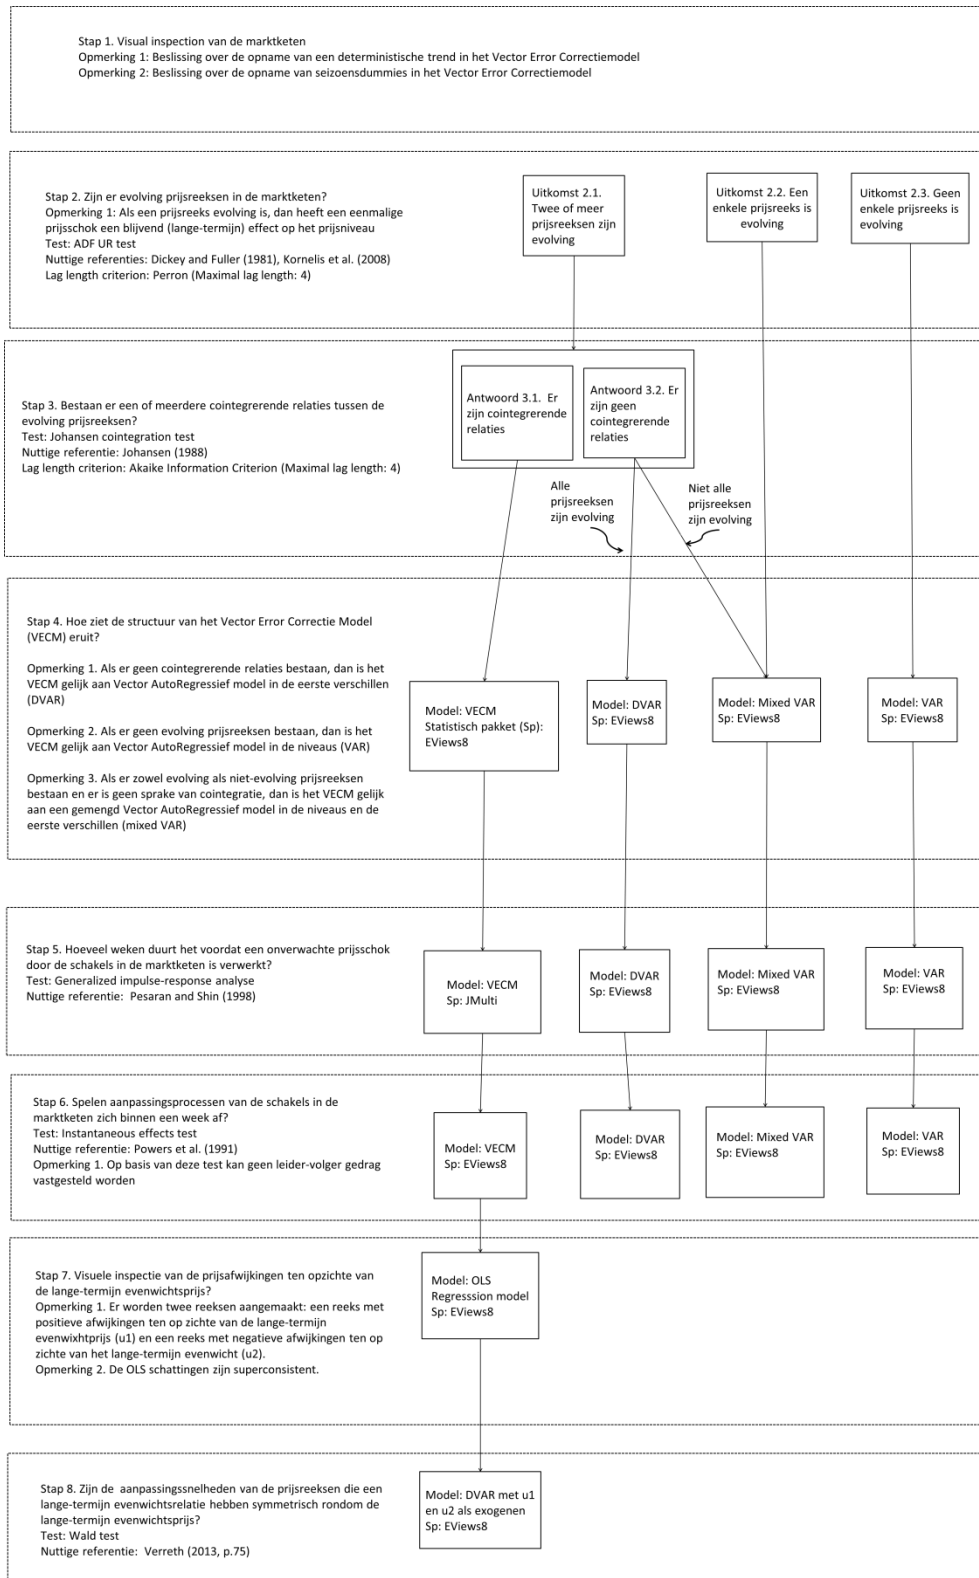 Stap 1. Visual inspection van de marktketen
Opmerking 1: Beslissing over de opname van een deterministische trend in het Vector Error Correctiemodel
Opmerking 2: Beslissing over de opname van seizoensdummies in het Vector Error Correctiemodel
Stap 2. Zijn er evolving prijsreeksen in de marktketen?
Opmerking 1: Als een prijsreeks evolving is, dan heeft een eenmalige
prijsschok een blijvend (lange-termijn) effect op het prijsniveau
Test: ADF UR test
Nuttige referenties: Dickey and Fuller (1981), Kornelis et al. (2008)
Lag length criterion: Perron (Maximal lag length: 4)
Uitkomst 2.1.
Twee of meer
prijsreeksen zijn
evolving
Uitkomst 2.2. Een
enkele prijsreeks is
evolving
Uitkomst 2.3. Geen
enkele prijsreeks is
evolving
Stap 3. Bestaan er een of meerdere cointegrerende relaties tussen de
evolving prijsreeksen?
Test: Johansen cointegration test
Nuttige referentie: Johansen (1988)
Lag length criterion: Akaike Information Criterion (Maximal lag length: 4)
Antwoord 3.1. Er
zijn cointegrerende
relaties
Antwoord 3.2. Er
zijn geen
cointegrerende
relaties
Alle
prijsreeksen
zijn evolving
Niet alle
prijsreeksen
zijn evolving
Stap 4. Hoe ziet de structuur van het Vector Error Correctie Model
(VECM) eruit?
Opmerking 1. Als er geen cointegrerende relaties bestaan, dan is het
VECM gelijk aan Vector AutoRegressief model in de eerste verschillen
(DVAR)
Opmerking 2. Als er geen evolving prijsreeksen bestaan, dan is het
VECM gelijk aan Vector AutoRegressief model in de niveaus (VAR)
Opmerking 3. Als er zowel evolving als niet-evolving prijsreeksen
bestaan en er is geen sprake van cointegratie, dan is het VECM gelijk
aan een gemengd Vector AutoRegressief model in de niveaus en de
eerste verschillen (mixed VAR)
Model: VECM
Statistisch pakket (Sp):
EViews8
Model: DVAR
Sp: EViews8
Model: Mixed VAR
Sp: EViews8
Model: VAR
Sp: EViews8
Stap 5. Hoeveel weken duurt het voordat een onverwachte prijsschok
door de schakels in de marktketen is verwerkt?
Test: Generalized impulse-response analyse
Nuttige referentie: Pesaran and Shin (1998)
Model: VECM
Sp: JMulti
Model: DVAR
Sp: EViews8
Model: Mixed VAR
Sp: EViews8
Model: VAR
Sp: EViews8
Stap 6. Spelen aanpassingsprocessen van de schakels in de
marktketen zich binnen een week af?
Test: Instantaneous effects test
Nuttige referentie: Powers et al. (1991)
Opmerking 1. Op basis van deze test kan geen leider-volger gedrag
vastgesteld worden
Model: VECM
Sp: EViews8
Model: DVAR
Sp: EViews8
Model: Mixed VAR
Sp: EViews8
Model: VAR
Sp: EViews8
Stap 7. Visuele inspectie van de prijsafwijkingen ten opzichte van
de lange-termijn evenwichtsprijs?
Opmerking 1. Er worden twee reeksen aangemaakt: een reeks met
positieve afwijkingen ten op zichte van de lange-termijn
evenwixhtprijs (u1) en een reeks met negatieve afwijkingen ten op
zichte van het lange-termijn evenwicht (u2).
Opmerking 2. De OLS schattingen zijn superconsistent.
Model: OLS
Regresssion model
Sp: EViews8
Stap 8. Zijn de aanpassingssnelheden van de prijsreeksen die een
lange-termijn evenwichtsrelatie hebben symmetrisch rondom de
lange-termijn evenwichtsprijs?
Test: Wald test
Nuttige referentie: Verreth (2013, p.75)
Model: DVAR met u1
en u2 als exogenen
Sp: EViews8